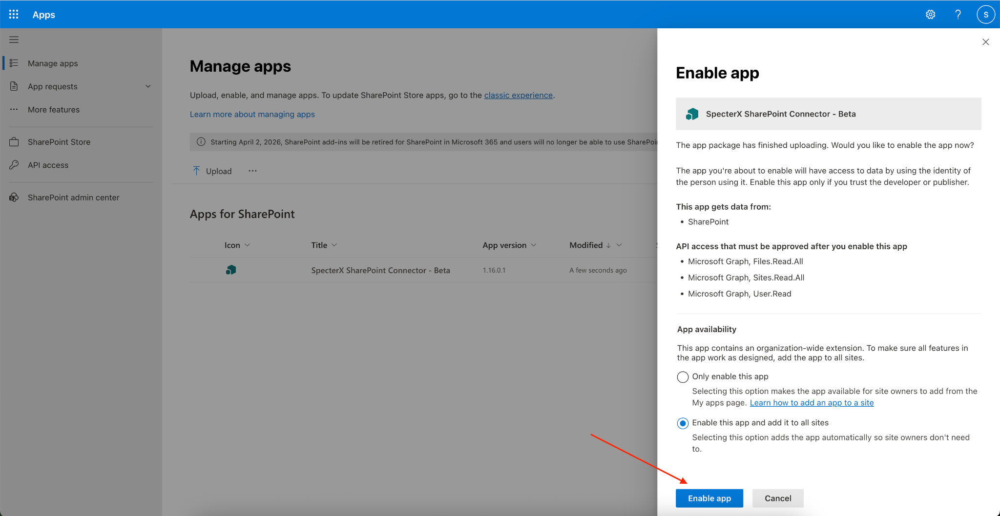 Apps
?
S
Manage apps
App requests
More features
SharePoint Store
API access
SharePoint admin center
Manage apps
Upload, enable, and manage apps. To update SharePoint Store apps, go to the classic experience.
Learn more about managing apps
Starting April 2, 2026, SharePoint add-ins will be retired for SharePoint in Microsoft 365 and users will no longer be able to use SharePoi
Upload
Apps for SharePoint
Icon Title App version Modified
SpecterX SharePoint Connector - Beta 1.16.0.1 A few seconds ago
Enable app
SpecterX SharePoint Connector - Beta
The app package has finished uploading. Would you like to enable the app now?
The app you're about to enable will have access to data by using the identity of
the person using it. Enable this app only if you trust the developer or publisher.
This app gets data from:
• SharePoint
API access that must be approved after you enable this app
• Microsoft Graph, Files.Read.All
• Microsoft Graph, Sites.Read.All
• Microsoft Graph, User.Read
App availability
This app contains an organization-wide extension. To make sure all features in
the app work as designed, add the app to all sites.
Only enable this app
Selecting this option makes the app available for site owners to add from the
My apps page. Learn how to add an app to a site
Enable this app and add it to all sites
Selecting this option adds the app automatically so site owners don't need
to.
Enable app
Cancel